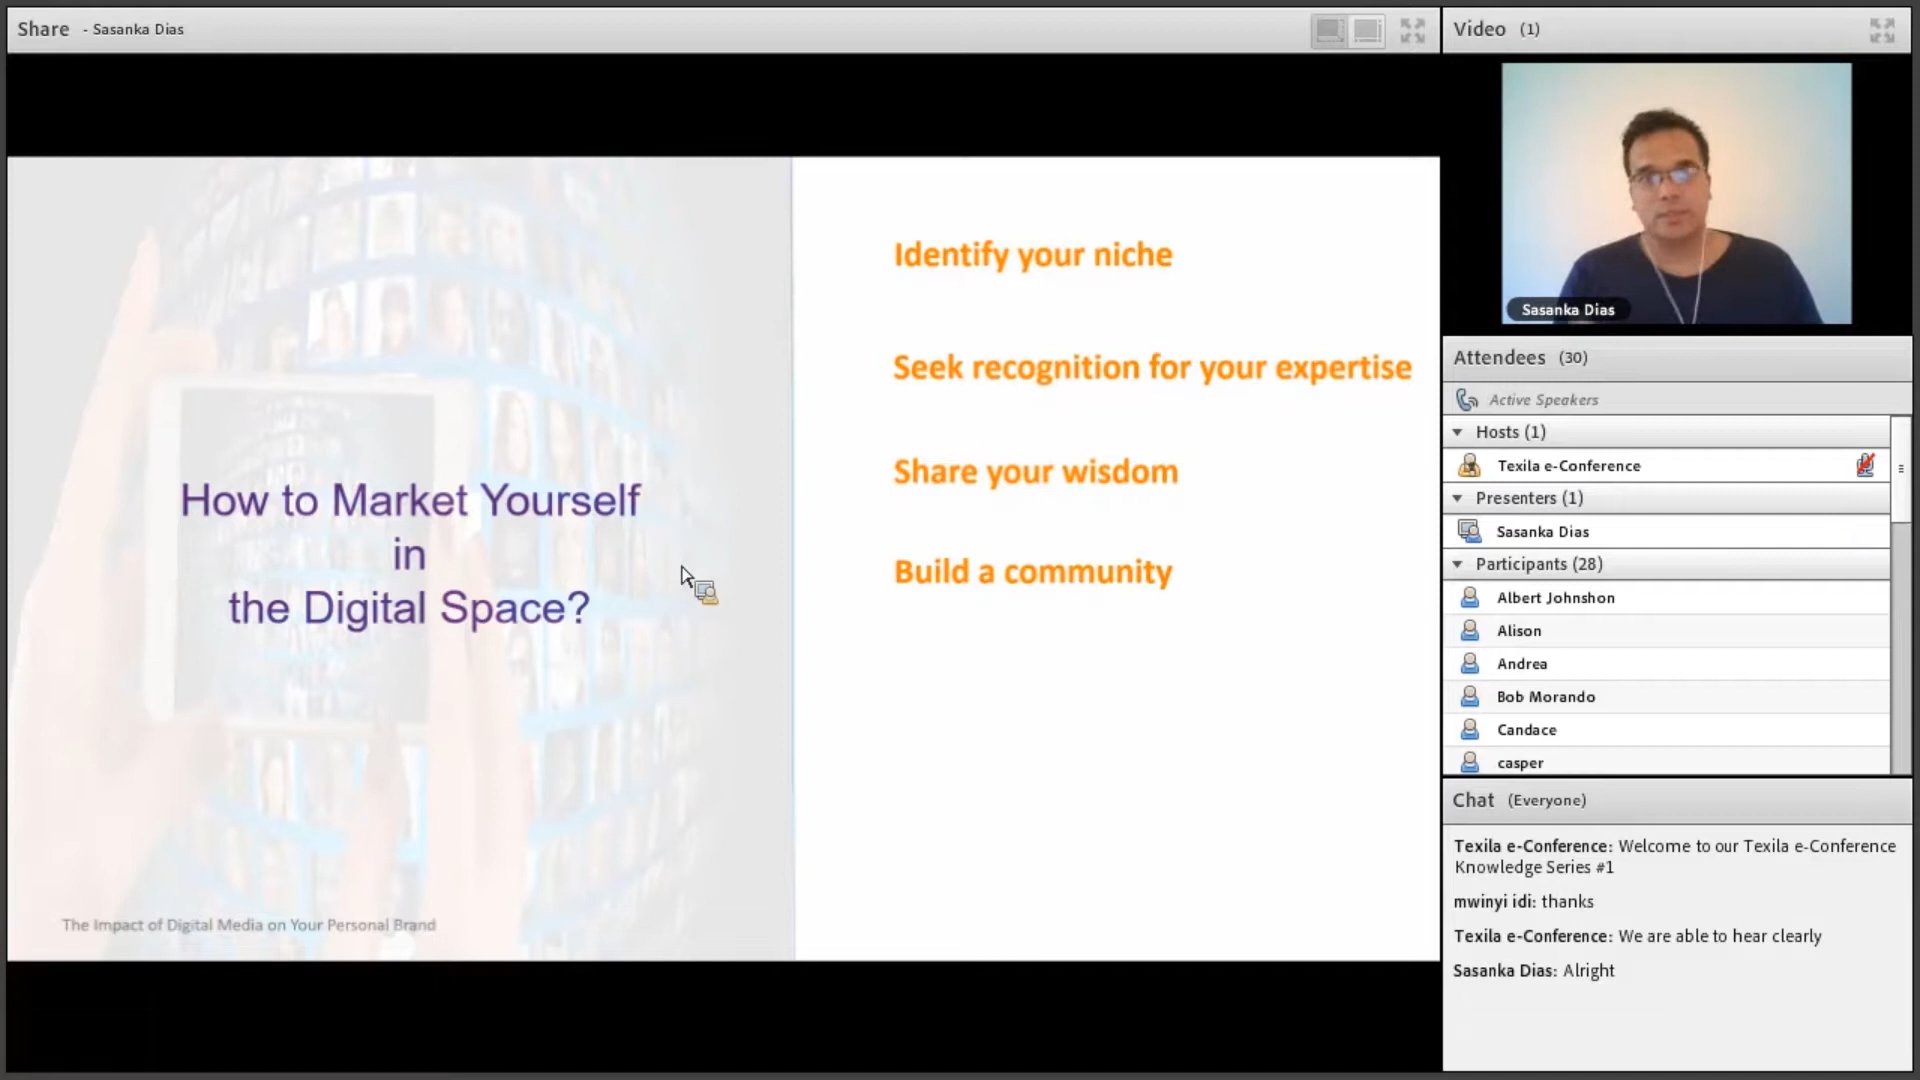 Share - Sasanka Dias
How to Market Yourself
in
the Digital Space?
The Impact of Digital Media on Your Personal Brand
Identify your niche
Seek recognition for your expertise
Share your wisdom
Build a community
Video (1)
Sasanka Dias
Attendees (30)
Active Speakers
Hosts (1)
Texila e-Conference
Presenters (1)
Sasanka Dias
Participants (28)
Albert Johnshon
Alison
Andrea
Bob Morando
Candace
casper
Chat (Everyone)
Texila e-Conference: Welcome to our Texila e-Conference
Knowledge Series #1
mwinyi idi: thanks
Texila e-Conference: We are able to hear clearly
Sasanka Dias: Alright